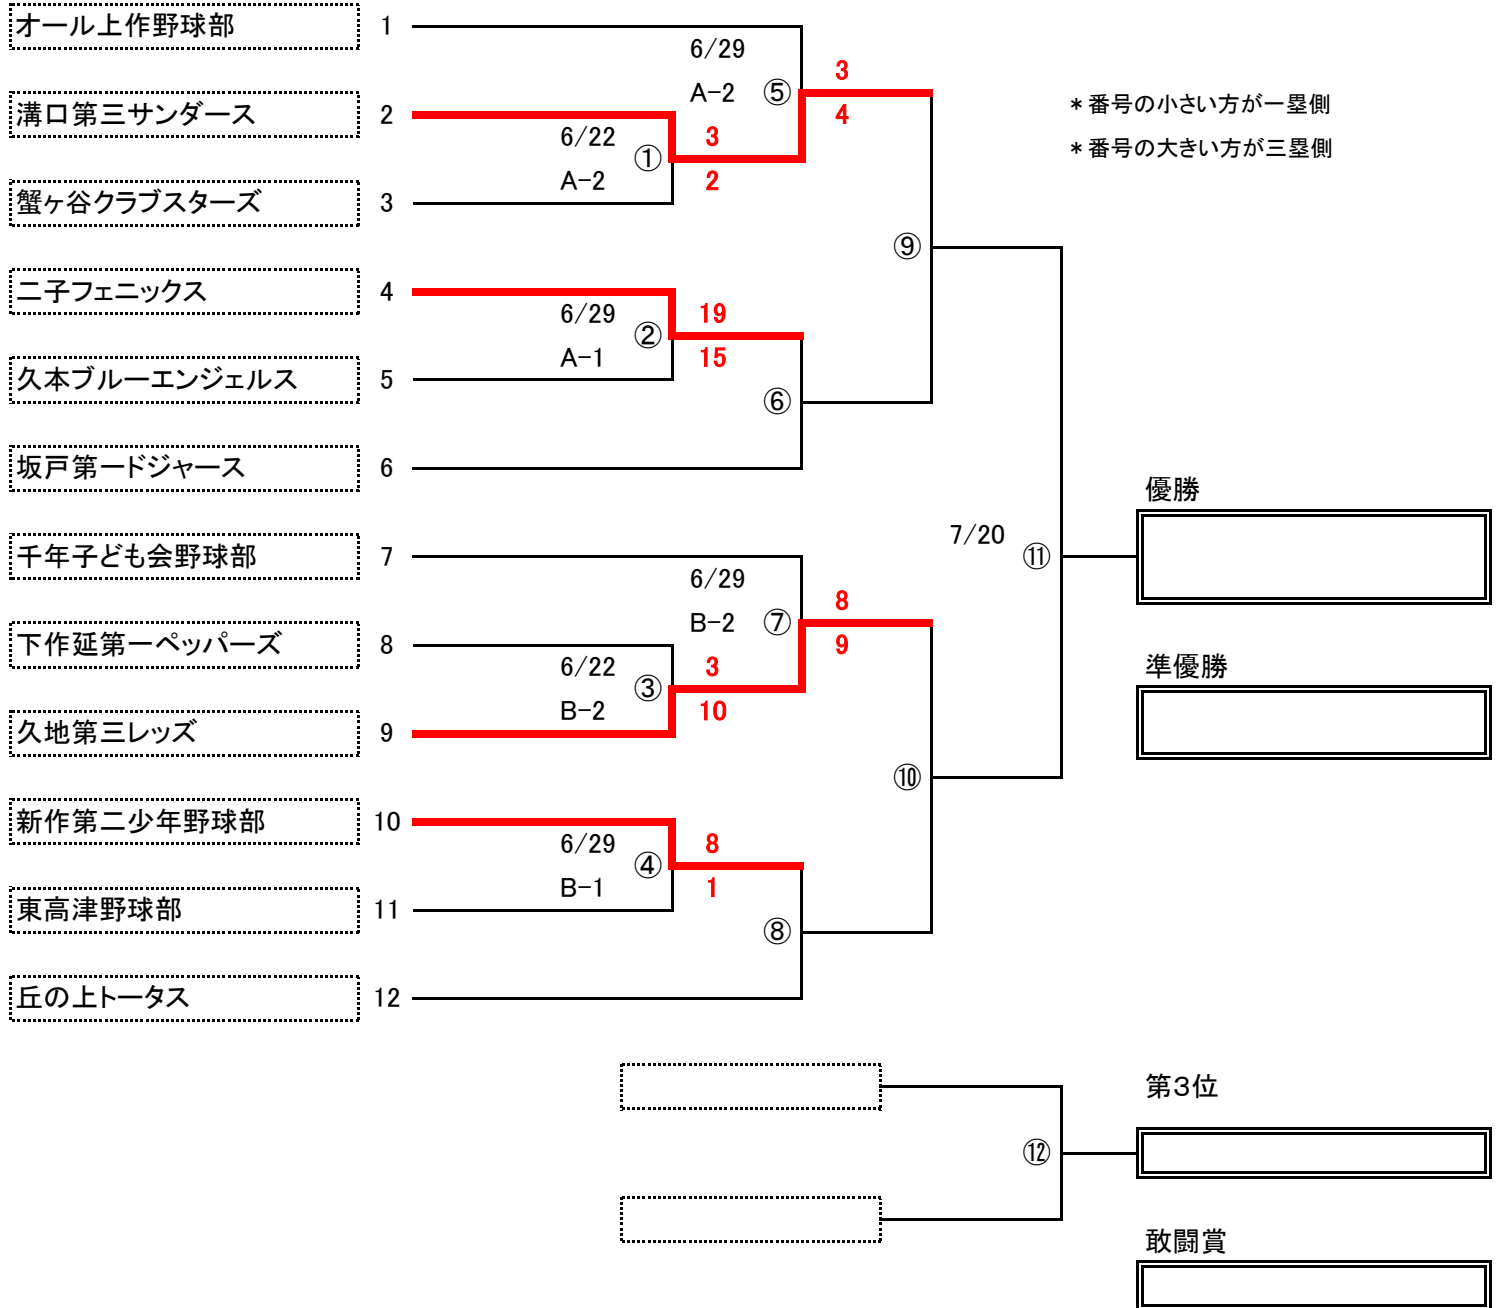 オール上作野球部 1
6/29
A-2 ⑤
3
4
溝口第三サンダース 2
6/22
A-2
①
3
2
蟹ヶ谷クラブスターズ 3
＊番号の小さい方が一塁側
＊番号の大きい方が三塁側
⑨
二子フェニックス 4
6/29
A-1
②
19
15
久本ブルーエンジェルス 5
⑥
坂戸第一ドジャース 6
優勝
7/20 ⑪
千年子ども会野球部 7
6/29
B-2 ⑦
8
9
下作延第一ペッパーズ 8
6/22
B-2
③
3
10
準優勝
久地第三レッズ 9
⑩
新作第二少年野球部 10
6/29
B-1
④
8
1
東高津野球部 11
⑧
丘の上トータス 12
第3位
⑫
敢闘賞